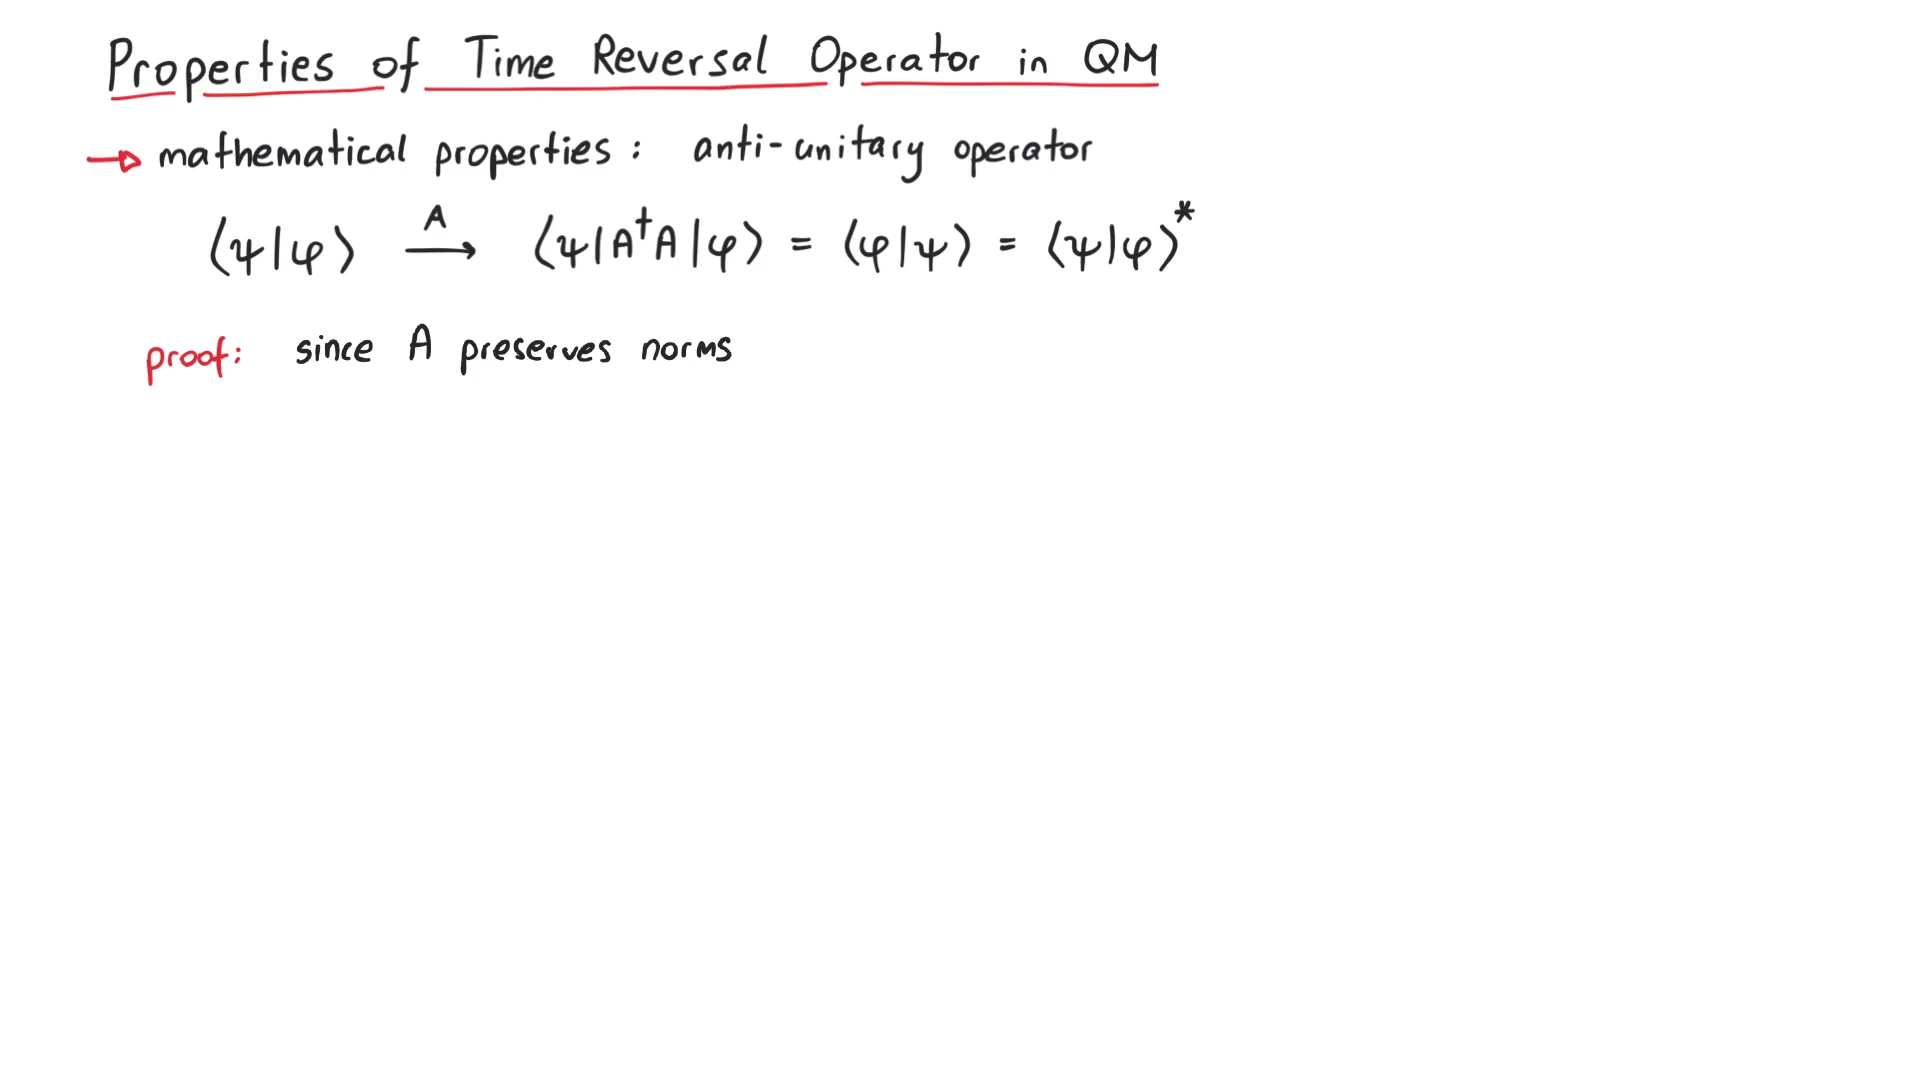 Properties of Time Reversal Operator in QM
→ mathematical properties : anti-unitary operator
⟨ψ|φ⟩ —A→ ⟨ψ|A†A|φ⟩ = ⟨φ|ψ⟩ = ⟨ψ|φ⟩*
proof: since A preserves norms